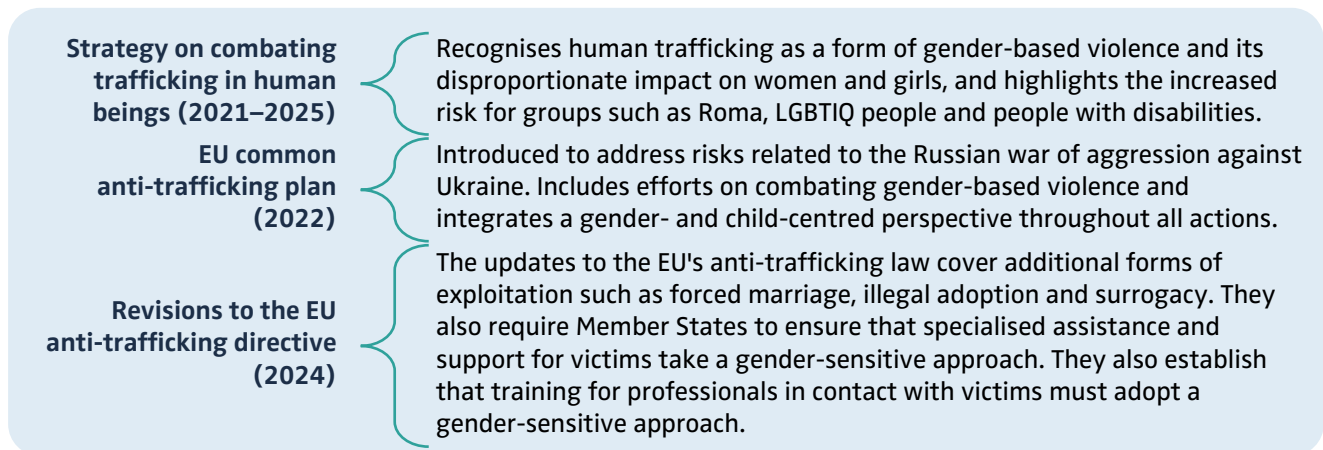 Strategy on combating
trafficking in human
beings (2021–2025)
Recognises human trafficking as a form of gender-based violence and its
disproportionate impact on women and girls, and highlights the increased
risk for groups such as Roma, LGBTIQ people and people with disabilities.
EU common
anti-trafficking plan
(2022)
Introduced to address risks related to the Russian war of aggression against
Ukraine. Includes efforts on combating gender-based violence and
integrates a gender- and child-centred perspective throughout all actions.
Revisions to the EU
anti-trafficking directive
(2024)
The updates to the EU's anti-trafficking law cover additional forms of
exploitation such as forced marriage, illegal adoption and surrogacy. They
also require Member States to ensure that specialised assistance and
support for victims take a gender-sensitive approach. They also establish
that training for professionals in contact with victims must adopt a
gender-sensitive approach.